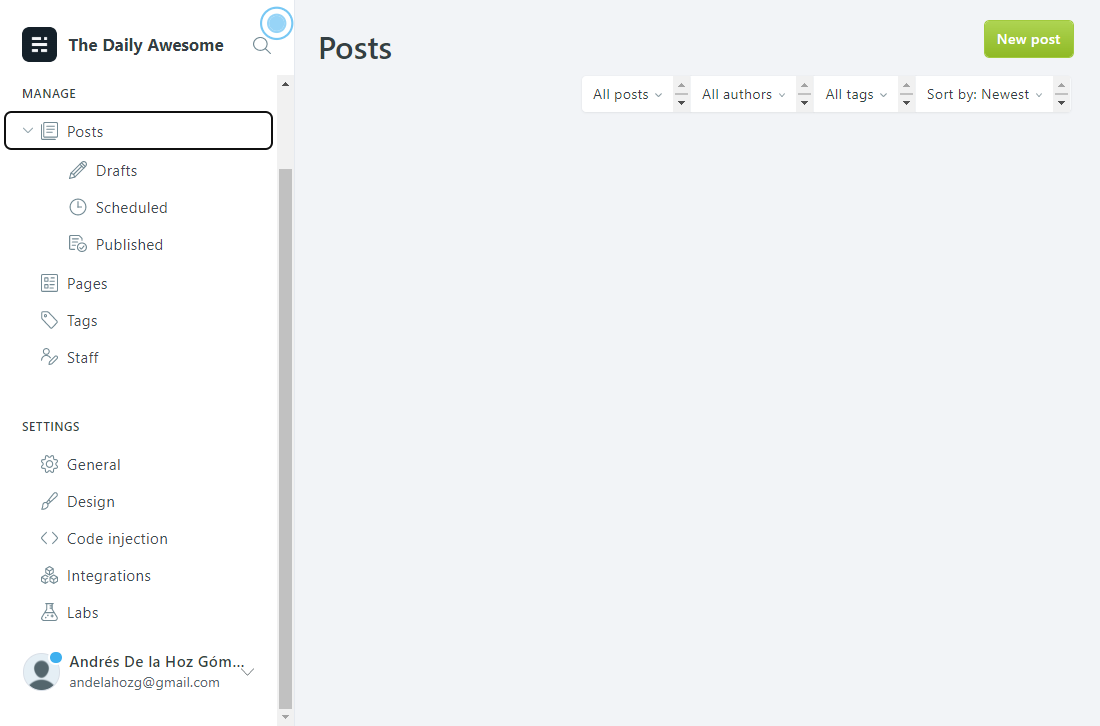 The Daily Awesome
MANAGE
Posts
Drafts
Scheduled
Published
Pages
Tags
Staff
SETTINGS
General
Design
Code injection
Integrations
Labs
Andrés De la Hoz Góm...
andelahozg@gmail.com
Posts
New post
All posts
All authors
All tags
Sort by: Newest